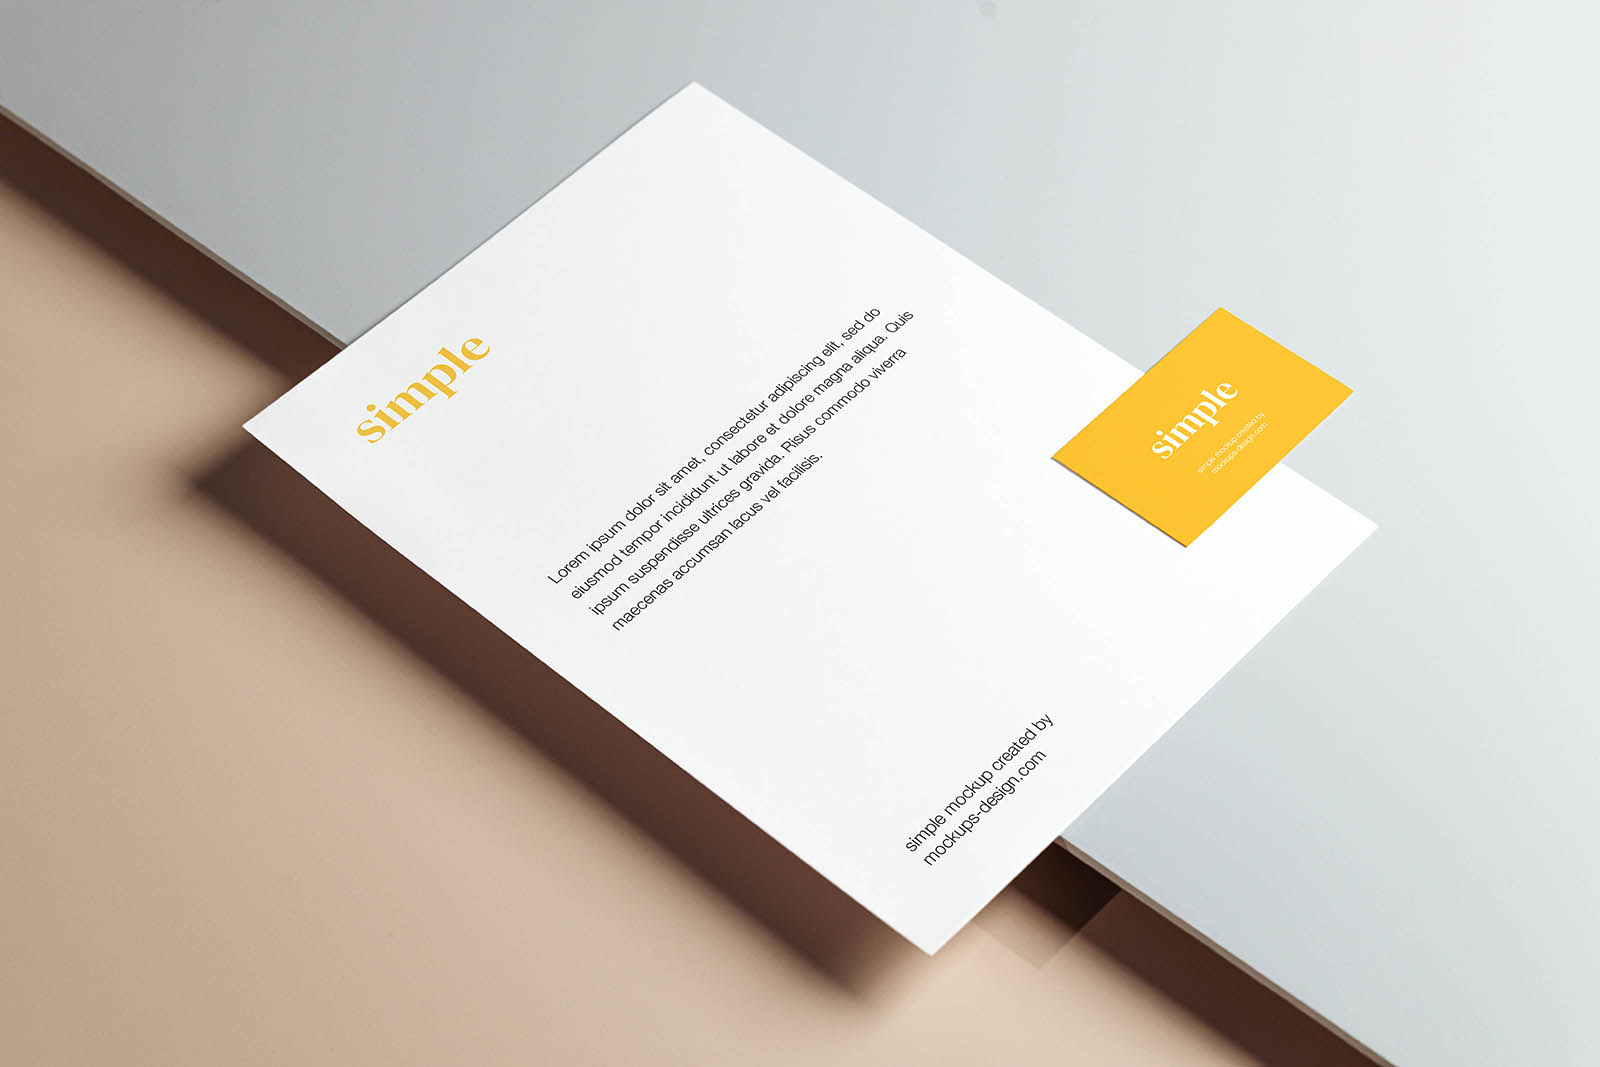 simple
Lorem ipsum dolor sit amet, consectetur adipiscing elit, sed do
eiusmod tempor incididunt ut labore et dolore magna aliqua. Quis
ipsum suspendisse ultrices gravida. Risus commodo viverra
maecenas accumsan lacus vel facilisis.
simple mockup created by
mockups-design.com
simple
simple mockup created by
mockups-design.com